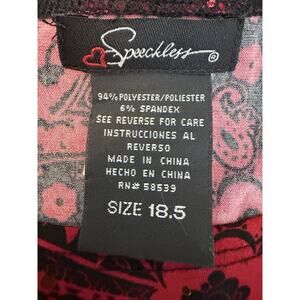 Speechless®
94% POLYESTER/POLIESTER
6% SPANDEX
SEE REVERSE FOR CARE
INSTRUCCIONES AL
REVERSO
MADE IN CHINA
HECHO EN CHINA
RN# 58539
SIZE 18.5